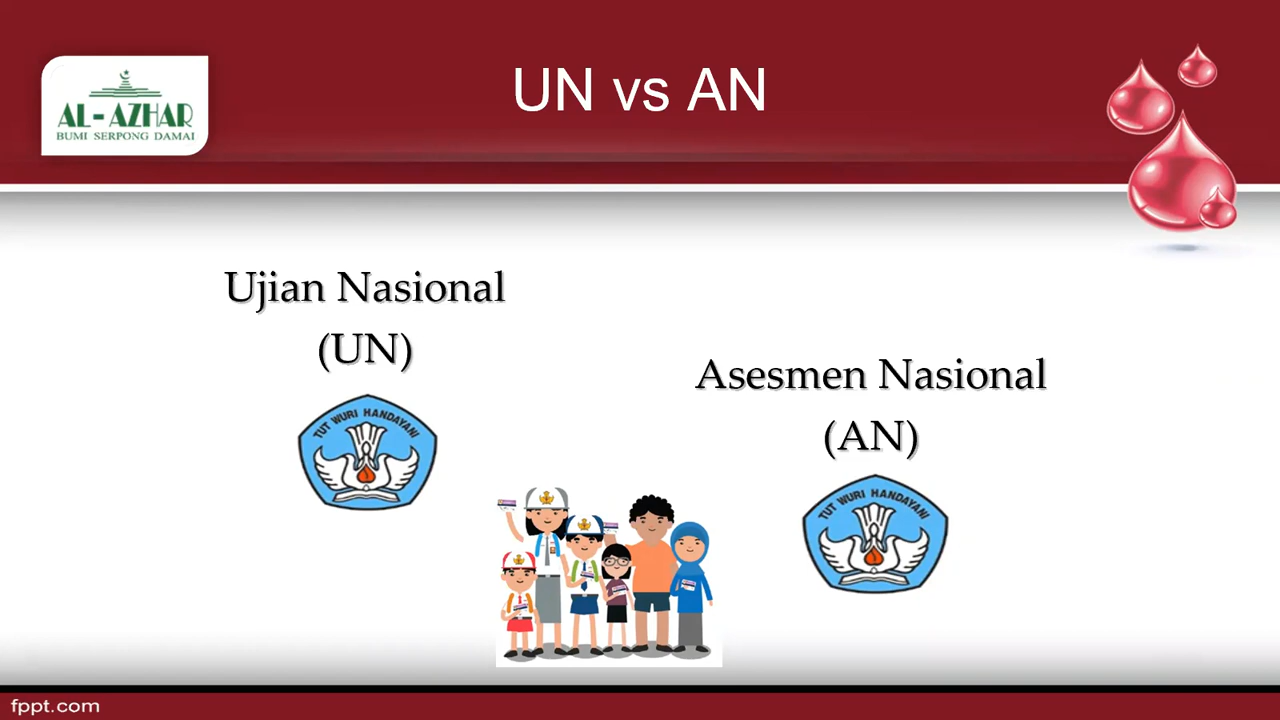 UN vs AN
AL-AZHAR
BUMI SERPONG DAMAI
Ujian Nasional
(UN)
TUT WURI HANDAYANI
Asesmen Nasional
(AN)
TUT WURI HANDAYANI
fppt.com